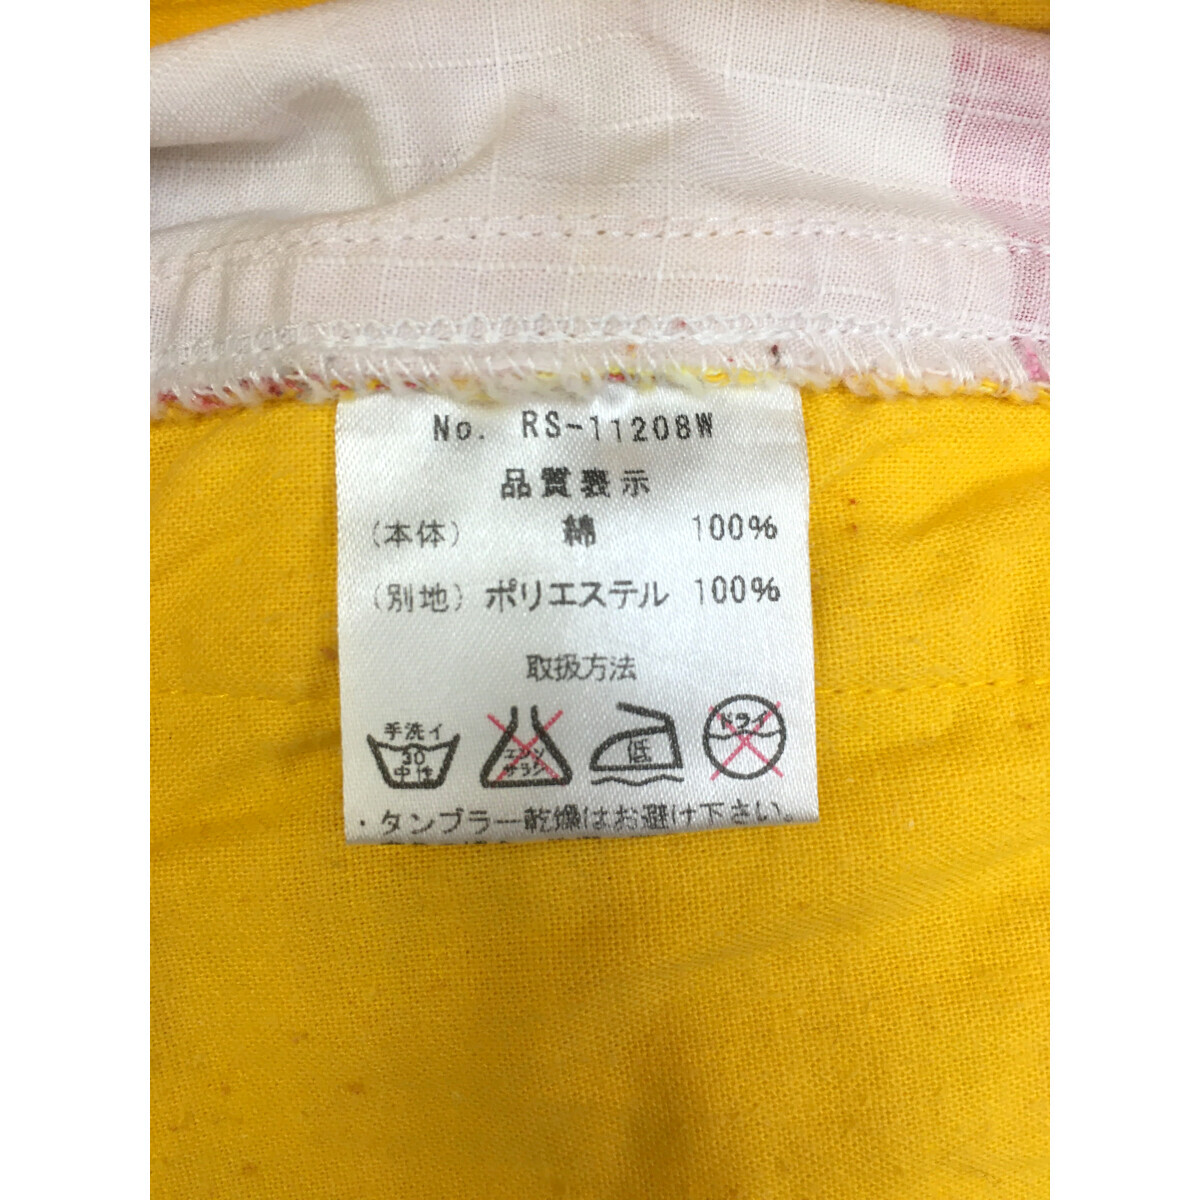 No. RS-11208W
品質表示
(本体) 綿 100%
(別地) ポリエステル 100%
取扱方法
手洗イ
30
中性
エンソ
サラシ
低
ドライ
・タンブラー乾燥はお避け下さい。